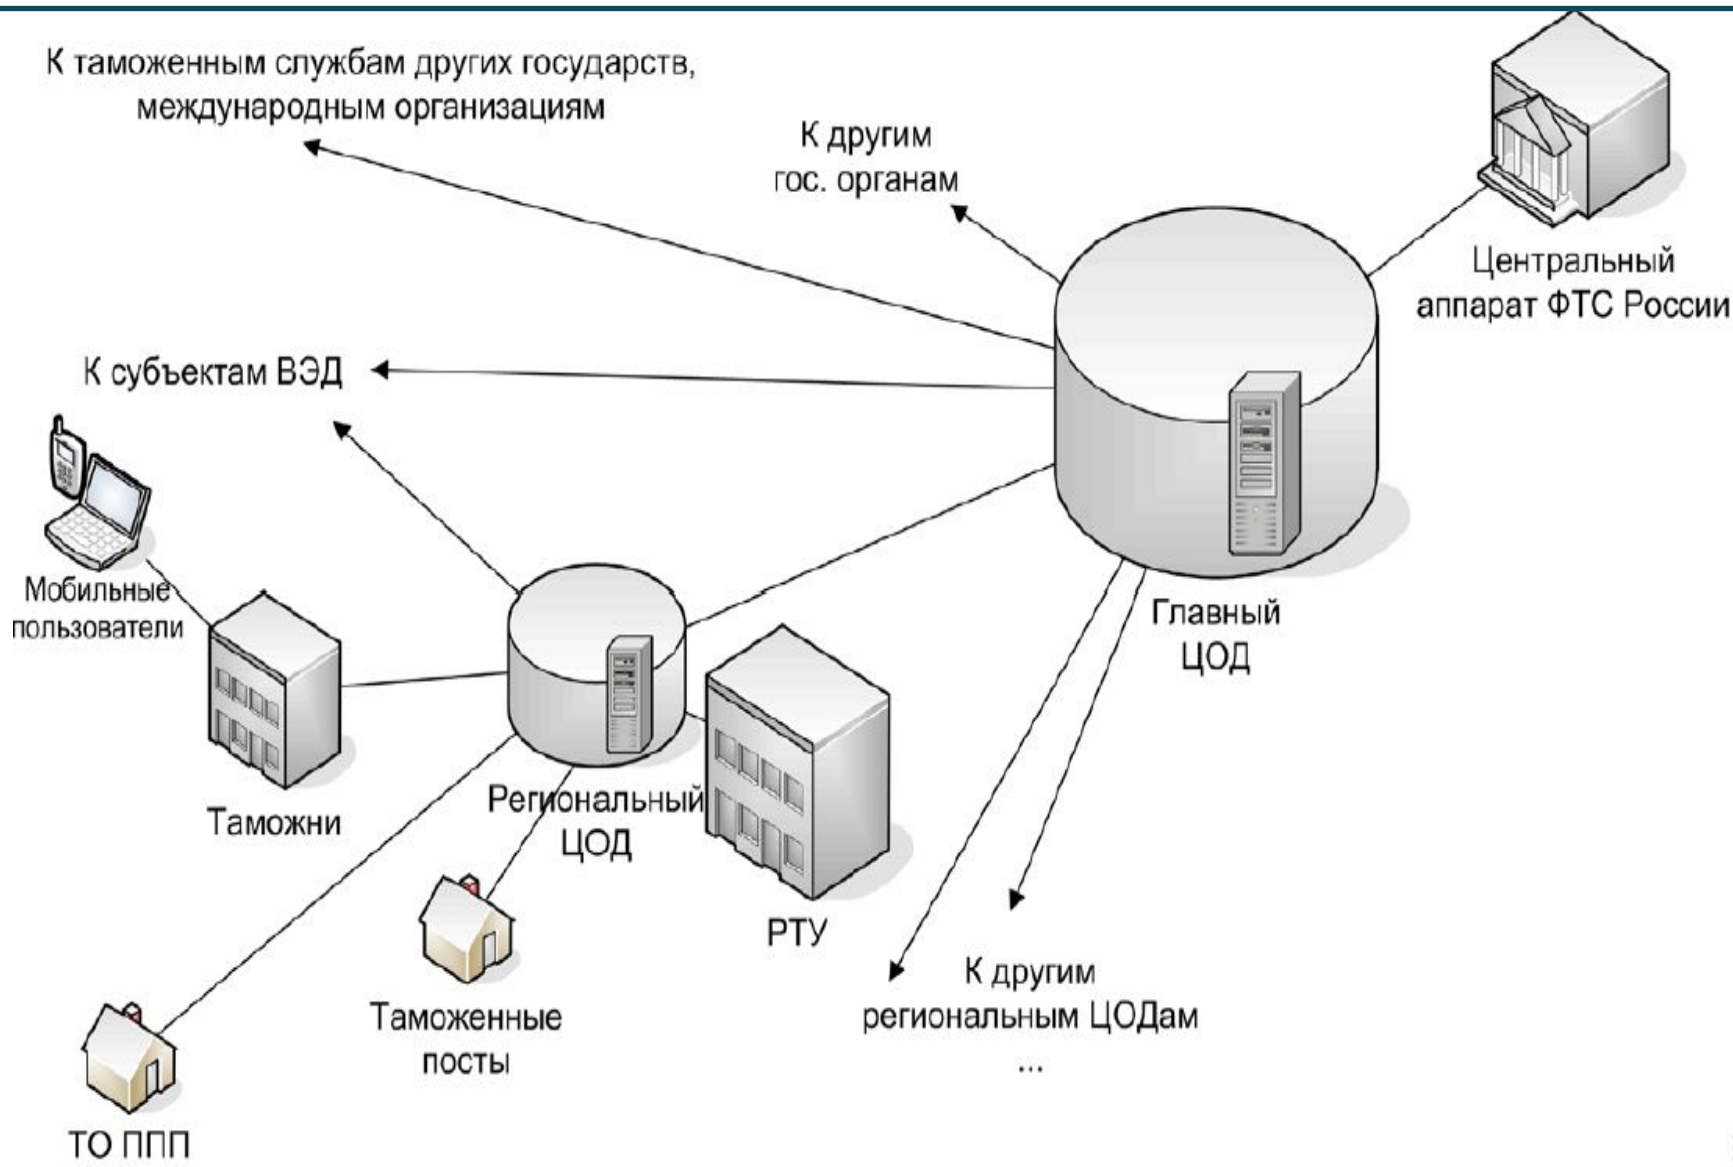 К таможенным службам других государств,
международным организациям
К другим
гос. органам
Центральный
аппарат ФТС России
К субъектам ВЭД
Мобильные
пользователи
Главный
ЦОД
Таможни
Региональный
ЦОД
РТУ
К другим
региональным ЦОДам
...
Таможенные
посты
ТО ППП